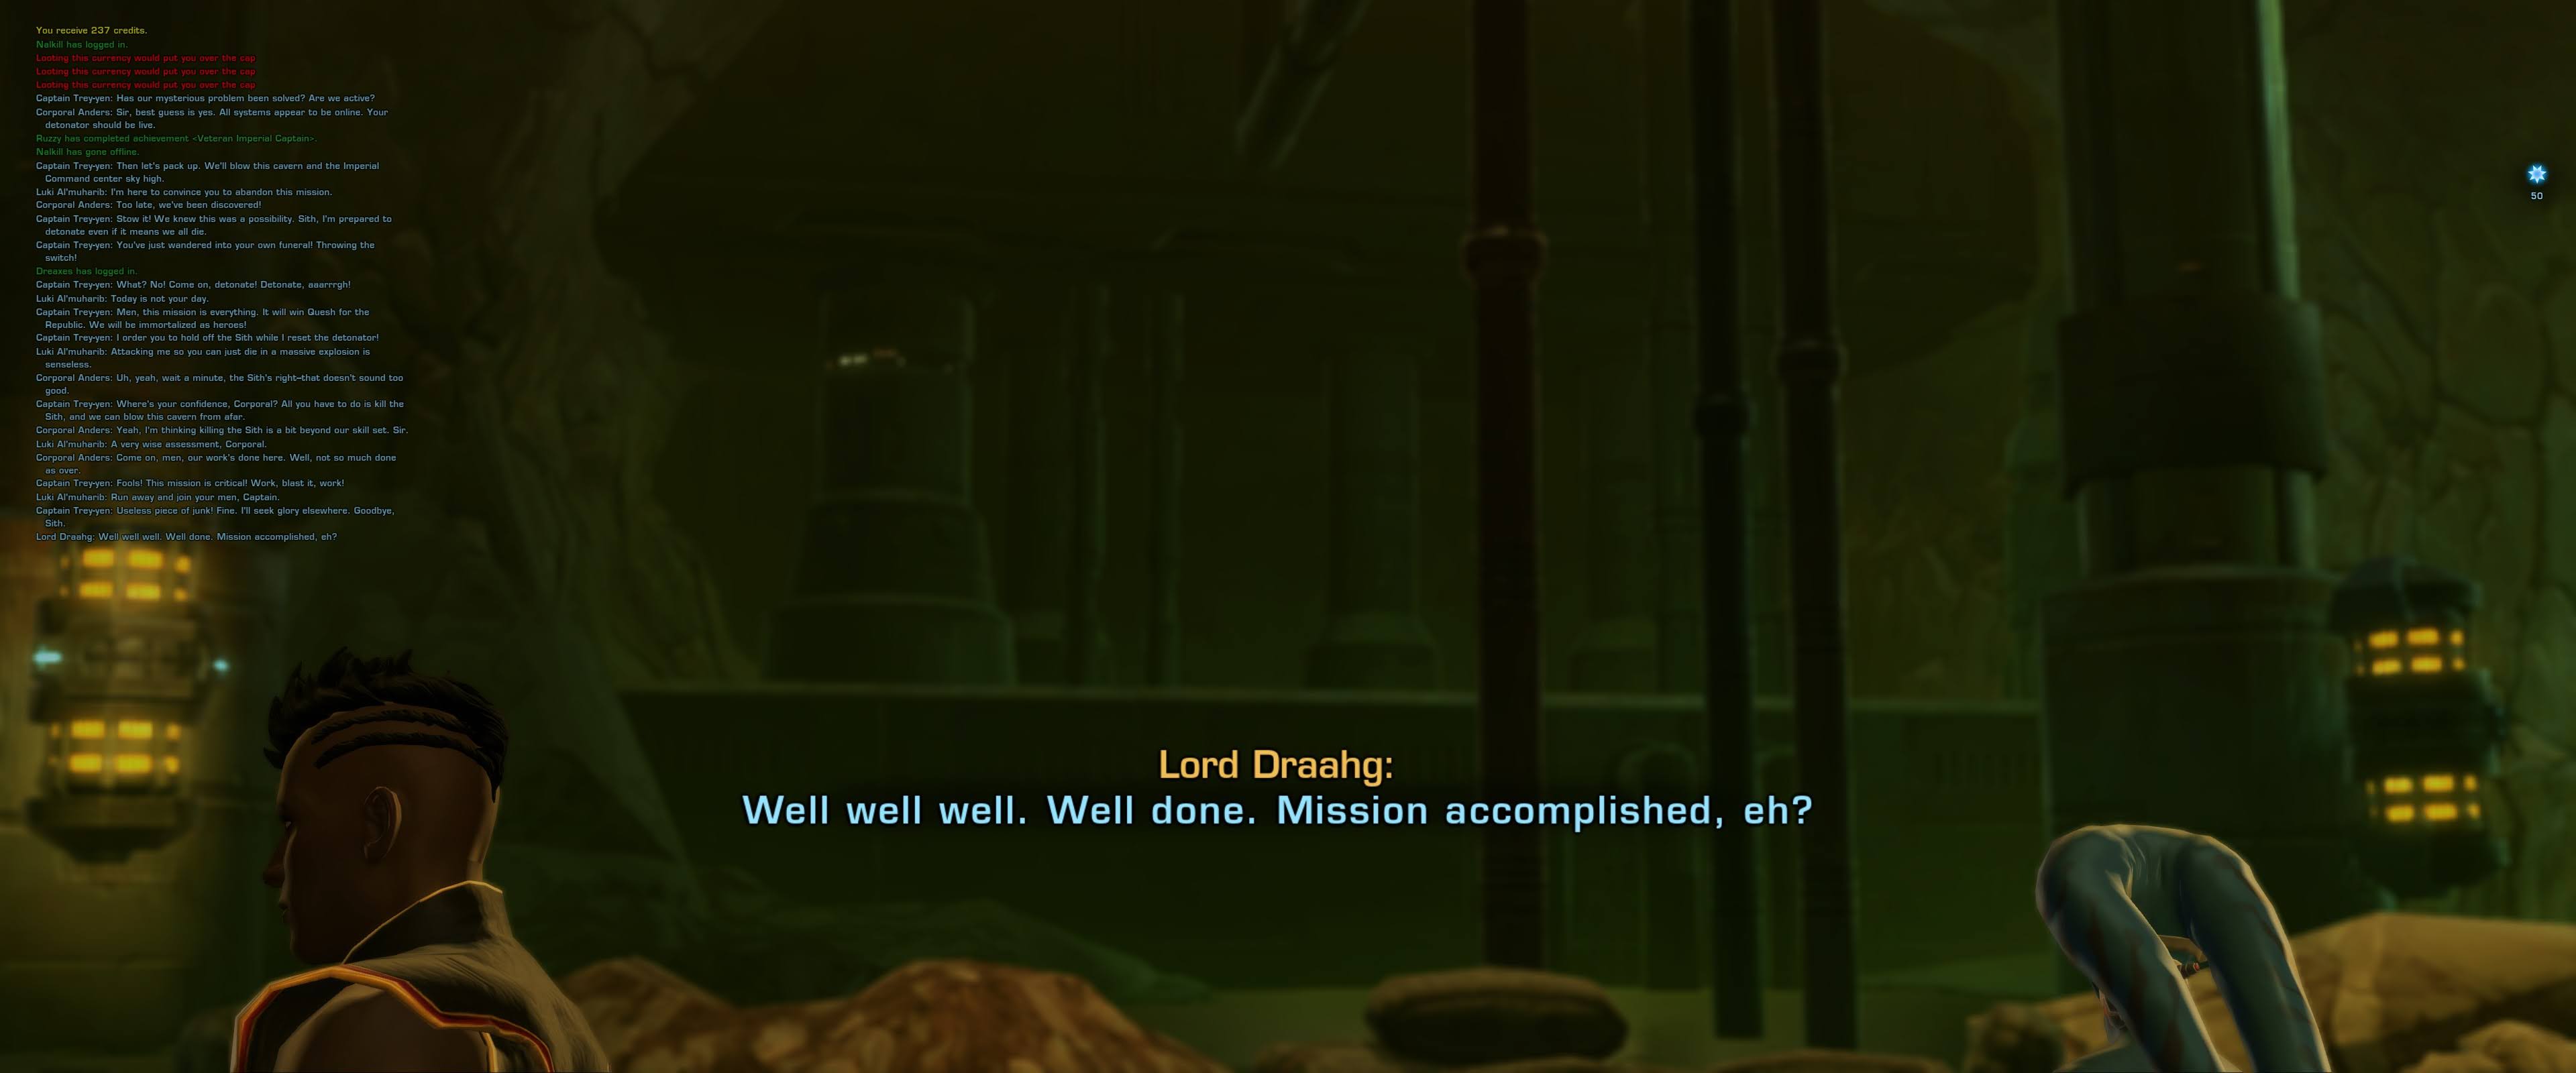 You receive 237 credits.
Nalkill has logged in.
Looting this currency would put you over the cap
Looting this currency would put you over the cap
Looting this currency would put you over the cap
Captain Trey-yen: Has our mysterious problem been solved? Are we active?
Corporal Anders: Sir, best guess is yes. All systems appear to be online. Your
detonator should be live.
Ruzzy has completed achievement <Veteran Imperial Captain>.
Nalkill has gone offline.
Captain Trey-yen: Then let's pack up. We'll blow this cavern and the Imperial
Command center sky high.
Luki Al'muharib: I'm here to convince you to abandon this mission.
Corporal Anders: Too late, we've been discovered!
Captain Trey-yen: Stow it! We knew this was a possibility. Sith, I'm prepared to
detonate even if it means we all die.
Captain Trey-yen: You've just wandered into your own funeral! Throwing the
switch!
Dreaxes has logged in.
Captain Trey-yen: What? No! Come on, detonate! Detonate, aaarrrgh!
Luki Al'muharib: Today is not your day.
Captain Trey-yen: Men, this mission is everything. It will win Quesh for the
Republic. We will be immortalized as heroes!
Captain Trey-yen: I order you to hold off the Sith while I reset the detonator!
Luki Al'muharib: Attacking me so you can just die in a massive explosion is
senseless.
Corporal Anders: Uh, yeah, wait a minute, the Sith's right—that doesn't sound too
good.
Captain Trey-yen: Where's your confidence, Corporal? All you have to do is kill the
Sith, and we can blow this cavern from afar.
Corporal Anders: Yeah, I'm thinking killing the Sith is a bit beyond our skill set. Sir.
Luki Al'muharib: A very wise assessment, Corporal.
Corporal Anders: Come on, men, our work's done here. Well, not so much done
as over.
Captain Trey-yen: Fools! This mission is critical! Work, blast it, work!
Luki Al'muharib: Run away and join your men, Captain.
Captain Trey-yen: Useless piece of junk! Fine. I'll seek glory elsewhere. Goodbye,
Sith.
Lord Draahg: Well well well. Well done. Mission accomplished, eh?
50
Lord Draahg:
Well well well. Well done. Mission accomplished, eh?